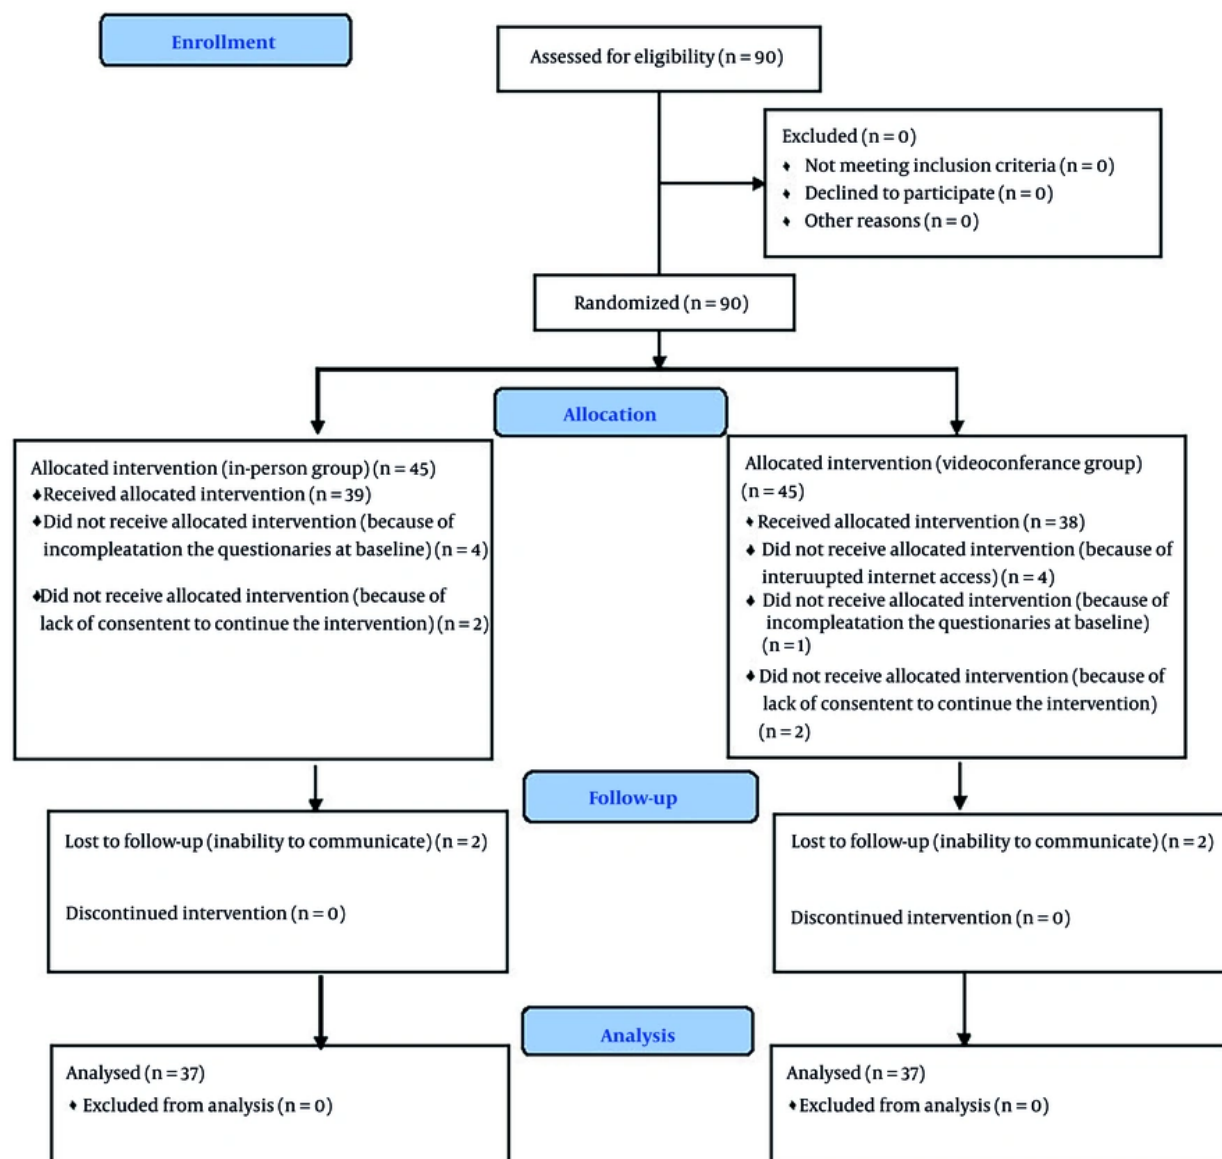 Enrollment
Assessed for eligibility (n = 90)
Excluded (n = 0)
♦ Not meeting inclusion criteria (n = 0)
♦ Declined to participate (n = 0)
♦ Other reasons (n = 0)
Randomized (n = 90)
Allocation
Allocated intervention (in-person group) (n = 45)
♦Received allocated intervention (n = 39)
♦Did not receive allocated intervention (because of
incompleatation the questionaries at baseline) (n = 4)
♦Did not receive allocated intervention (because of
lack of consentent to continue the intervention) (n = 2)
Allocated intervention (videoconferance group)
(n = 45)
♦ Received allocated intervention (n = 38)
♦ Did not receive allocated intervention (because of
interuupted internet access) (n = 4)
♦ Did not receive allocated intervention (because of
incompleatation the questionaries at baseline)
(n = 1)
♦ Did not receive allocated intervention (because of
lack of consentent to continue the intervention)
(n = 2)
Follow-up
Lost to follow-up (inability to communicate) (n = 2)
Discontinued intervention (n = 0)
Lost to follow-up (inability to communicate) (n = 2)
Discontinued intervention (n = 0)
Analysis
Analysed (n = 37)
♦ Excluded from analysis (n = 0)
Analysed (n = 37)
♦Excluded from analysis (n = 0)